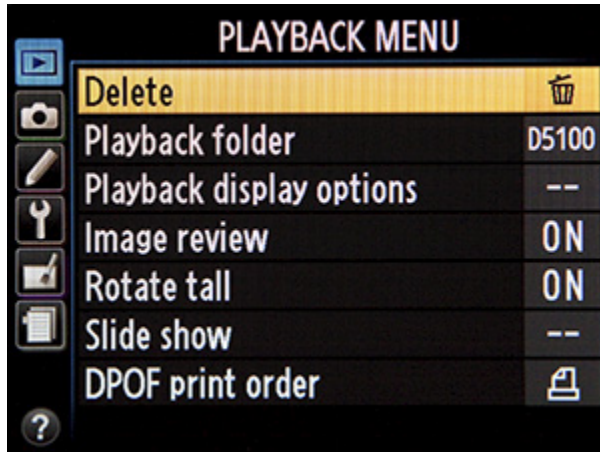 PLAYBACK MENU
Delete
Playback folder D5100
Playback display options --
Image review ON
Rotate tall ON
Slide show --
DPOF print order
?